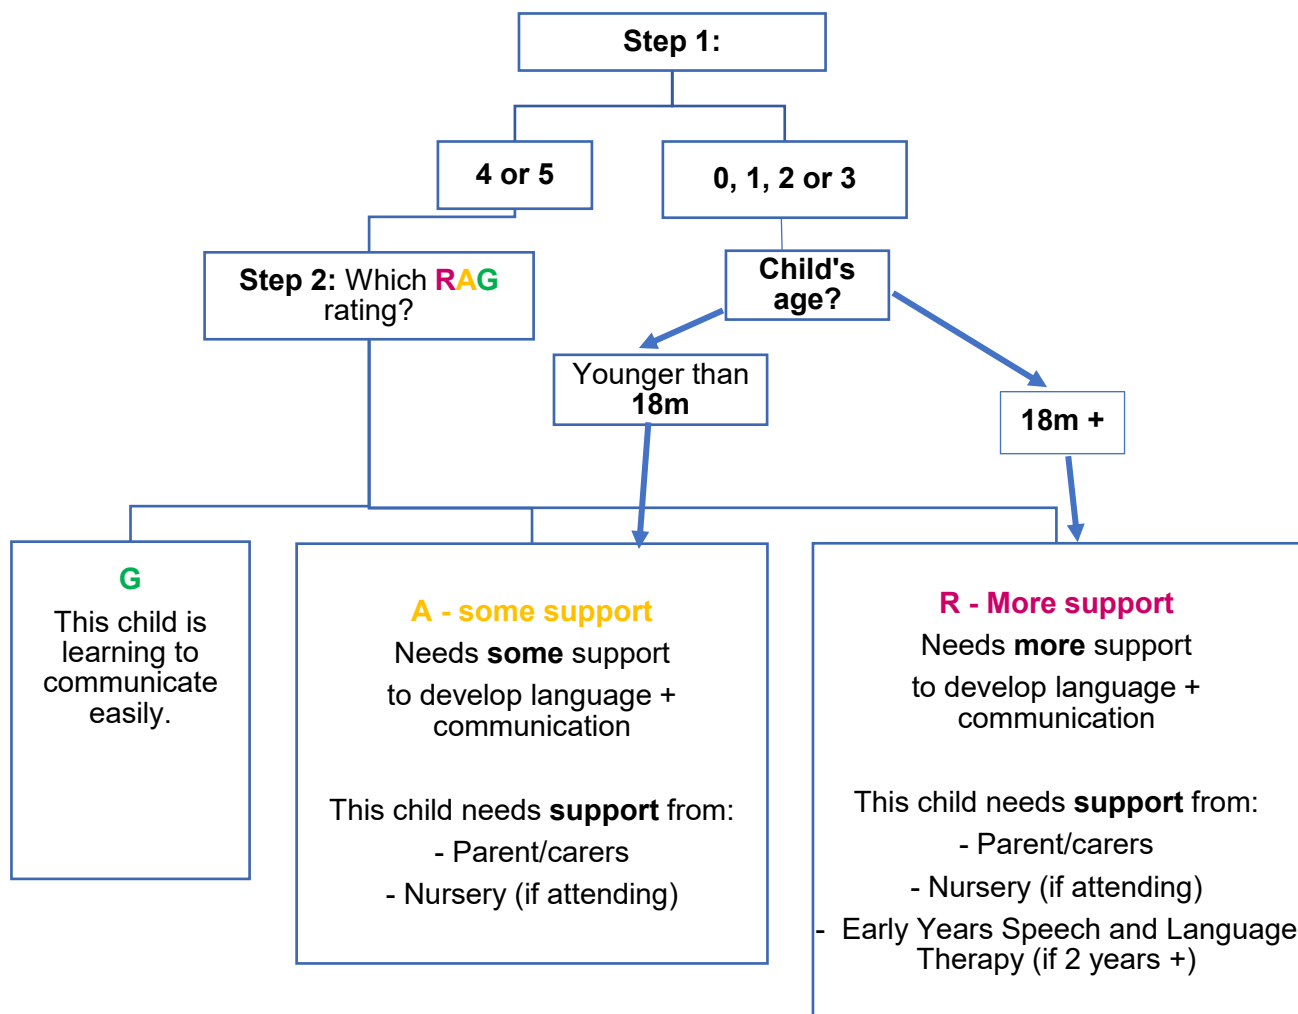 Step 1:
4 or 5
0, 1, 2 or 3
Step 2: Which RAG
rating?
Child's
age?
Younger than
18m
18m +
G
This child is
learning to
communicate
easily.
A - some support
Needs some support
to develop language +
communication
This child needs support from:
- Parent/carers
- Nursery (if attending)
R - More support
Needs more support
to develop language +
communication
This child needs support from:
- Parent/carers
- Nursery (if attending)
- Early Years Speech and Language
Therapy (if 2 years +)